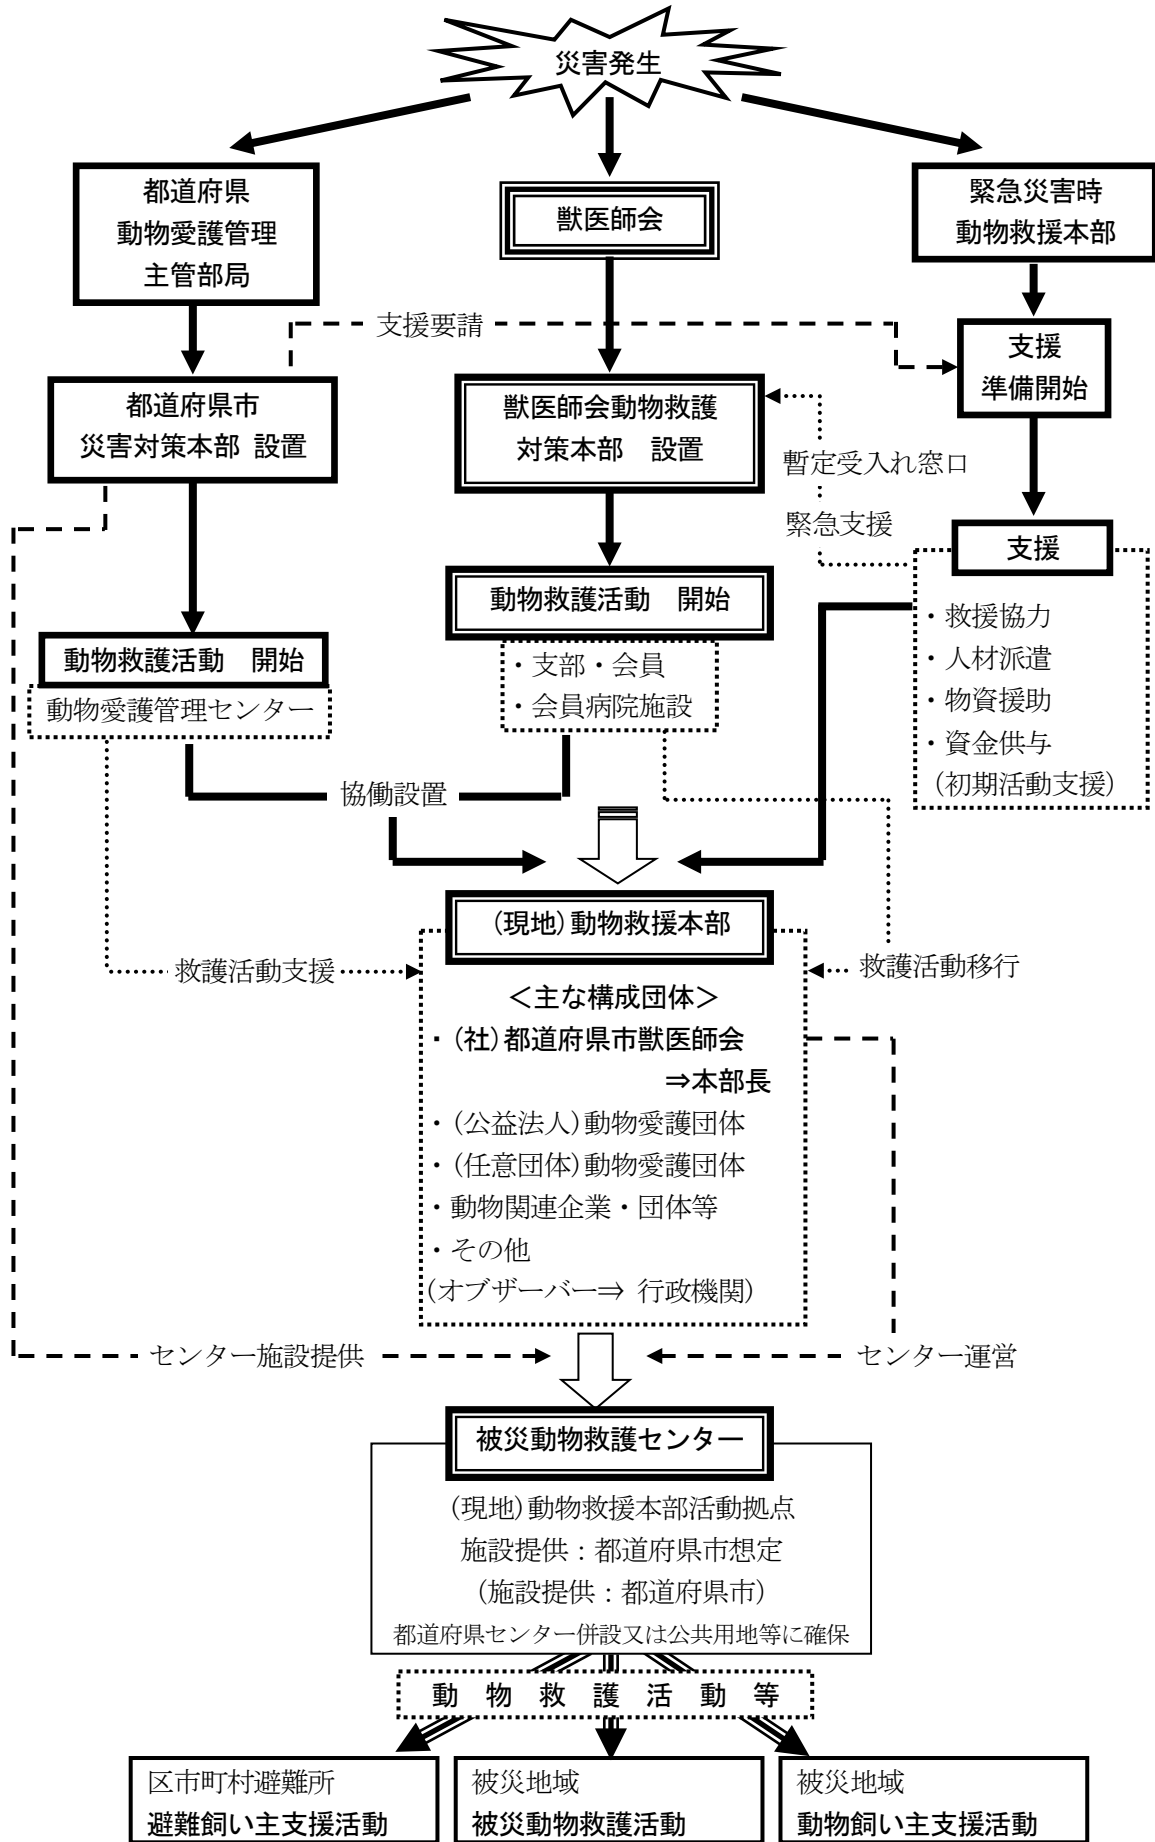 災害発生
都道府県
動物愛護管理
主管部局
獣医師会
緊急災害時
動物救援本部
支援要請
支援
準備開始
都道府県市
災害対策本部 設置
獣医師会動物救護
対策本部　設置
暫定受入れ窓口
緊急支援
支援
動物救護活動　開始
・救援協力
・人材派遣
・物資援助
・資金供与
(初期活動支援)
動物救護活動　開始
動物愛護管理センター
・支部・会員
・会員病院施設
協働設置
(現地)動物救援本部
救護活動支援
救護活動移行
＜主な構成団体＞
・(社)都道府県市獣医師会
⇒本部長
・(公益法人)動物愛護団体
・(任意団体)動物愛護団体
・動物関連企業・団体等
・その他
(オブザーバー⇒ 行政機関)
センター施設提供
センター運営
被災動物救護センター
(現地)動物救援本部活動拠点
施設提供：都道府県市想定
(施設提供：都道府県市)
都道府県センター併設又は公共用地等に確保
動　物　救　護　活　動　等
区市町村避難所
避難飼い主支援活動
被災地域
被災動物救護活動
被災地域
動物飼い主支援活動